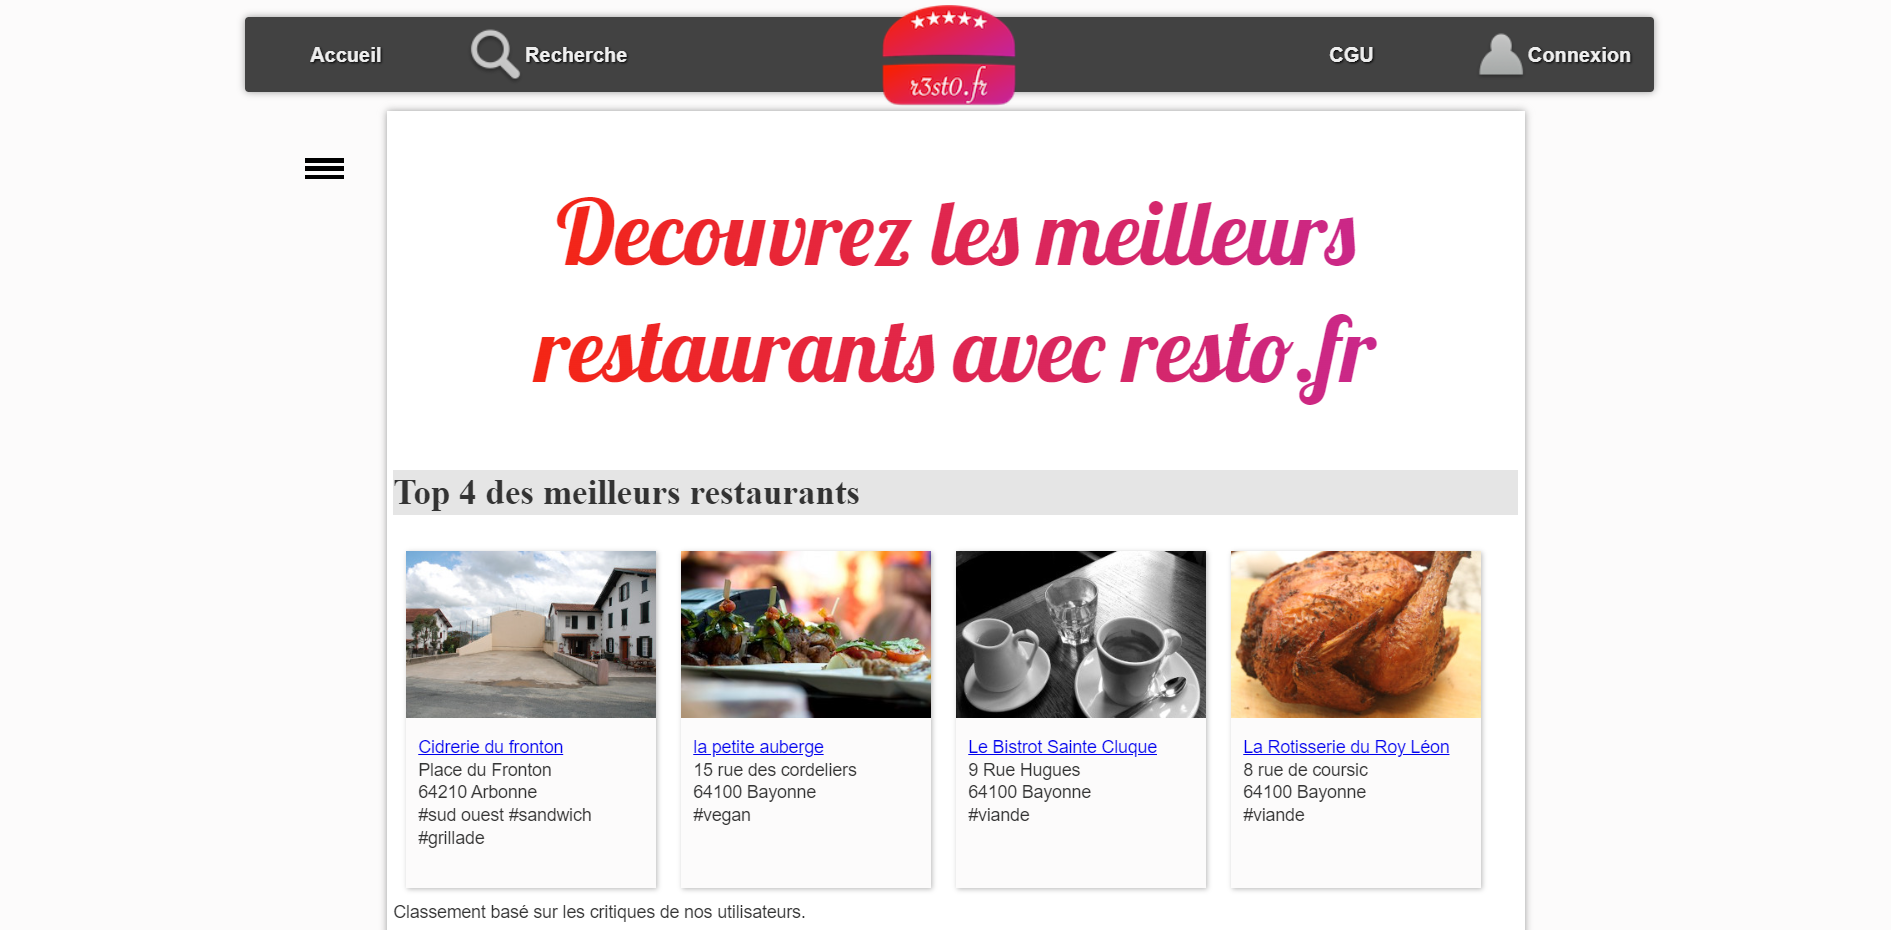 Accueil
Recherche
r3st0.fr
CGU
Connexion
Decouvrez les meilleurs
restaurants avec resto.fr
Top 4 des meilleurs restaurants
Cidrerie du fronton
Place du Fronton
64210 Arbonne
#sud ouest #sandwich
#grillade
la petite auberge
15 rue des cordeliers
64100 Bayonne
#vegan
Le Bistrot Sainte Cluque
9 Rue Hugues
64100 Bayonne
#viande
La Rotisserie du Roy Léon
8 rue de coursic
64100 Bayonne
#viande
Classement basé sur les critiques de nos utilisateurs.